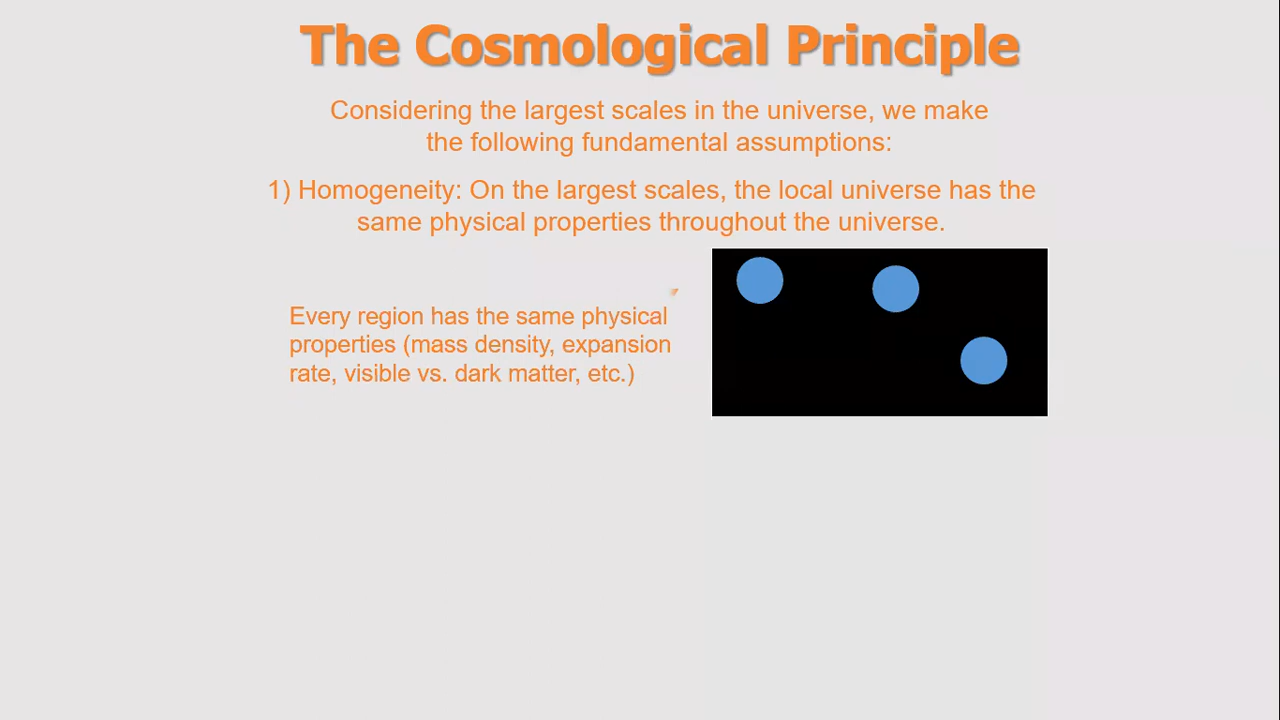 The Cosmological Principle
Considering the largest scales in the universe, we make
the following fundamental assumptions:
1) Homogeneity: On the largest scales, the local universe has the
same physical properties throughout the universe.
Every region has the same physical
properties (mass density, expansion
rate, visible vs. dark matter, etc.)